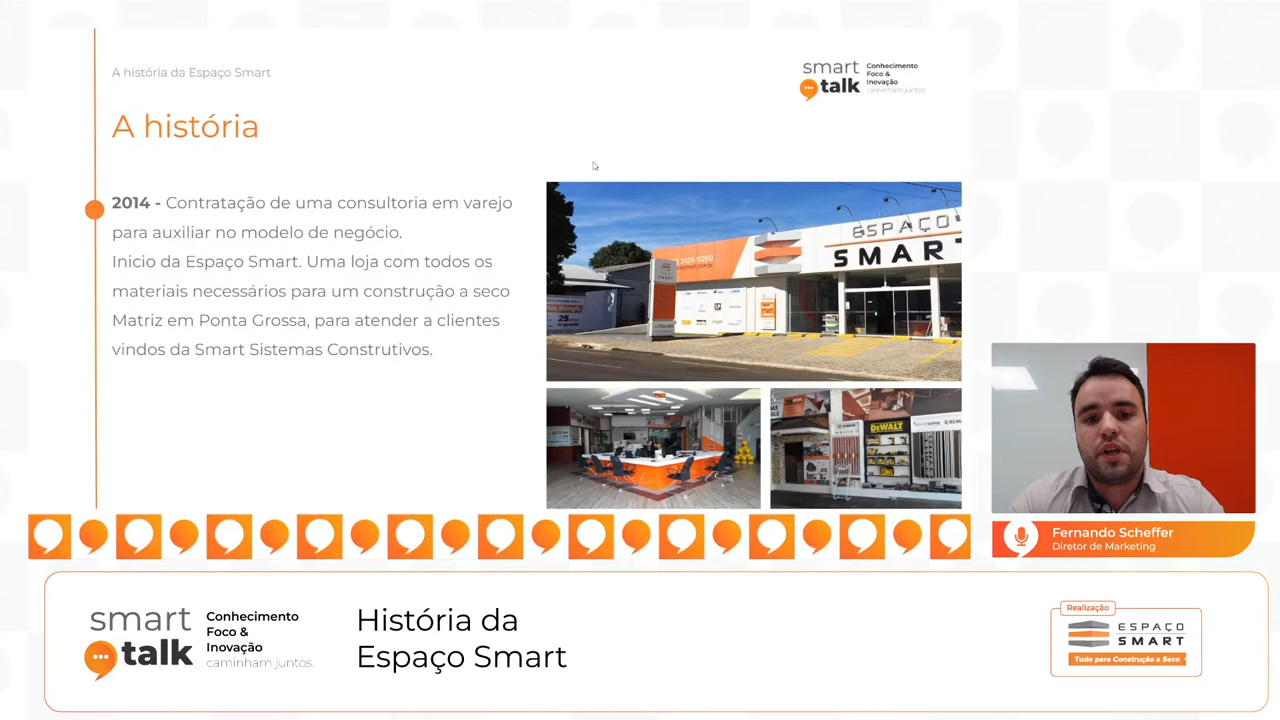 A história da Espaço Smart
smart
talk
Conhecimento
Foco &
Inovação
caminham juntos.
A história
2014 - Contratação de uma consultoria em varejo
para auxiliar no modelo de negócio.
Inicio da Espaço Smart. Uma loja com todos os
materiais necessários para um construção a seco
Matriz em Ponta Grossa, para atender a clientes
vindos da Smart Sistemas Construtivos.
ESPAÇO
SMART
3122-5050
DEWALT
Fernando Scheffer
Diretor de Marketing
smart
talk
Conhecimento
Foco &
Inovação
caminham juntos.
História da
Espaço Smart
Realização
ESPAÇO
SMART
Tudo para Construção a Seco